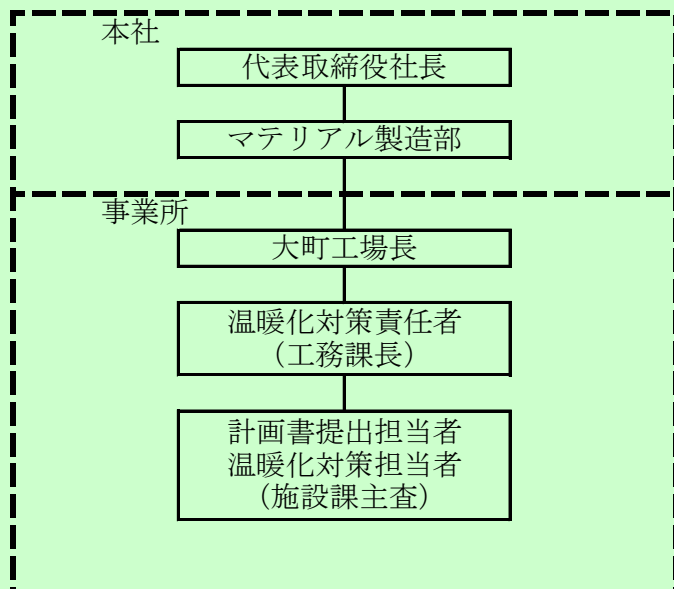 本社
代表取締役社長
マテリアル製造部
事業所
大町工場長
温暖化対策責任者
（工務課長）
計画書提出担当者
温暖化対策担当者
（施設課主査）